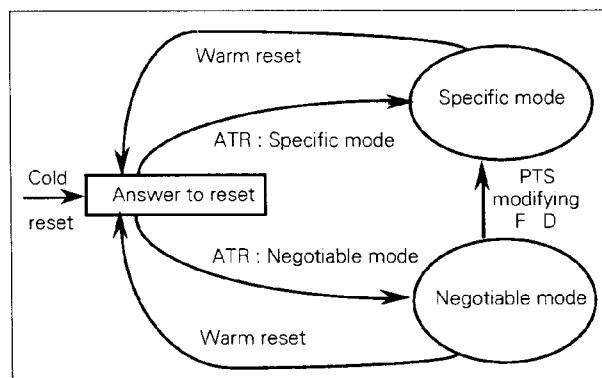 Warm reset
Specific mode
ATR : Specific mode
Cold
reset
Answer to reset
PTS
modifying
F D
ATR : Negotiable mode
Negotiable mode
Warm reset